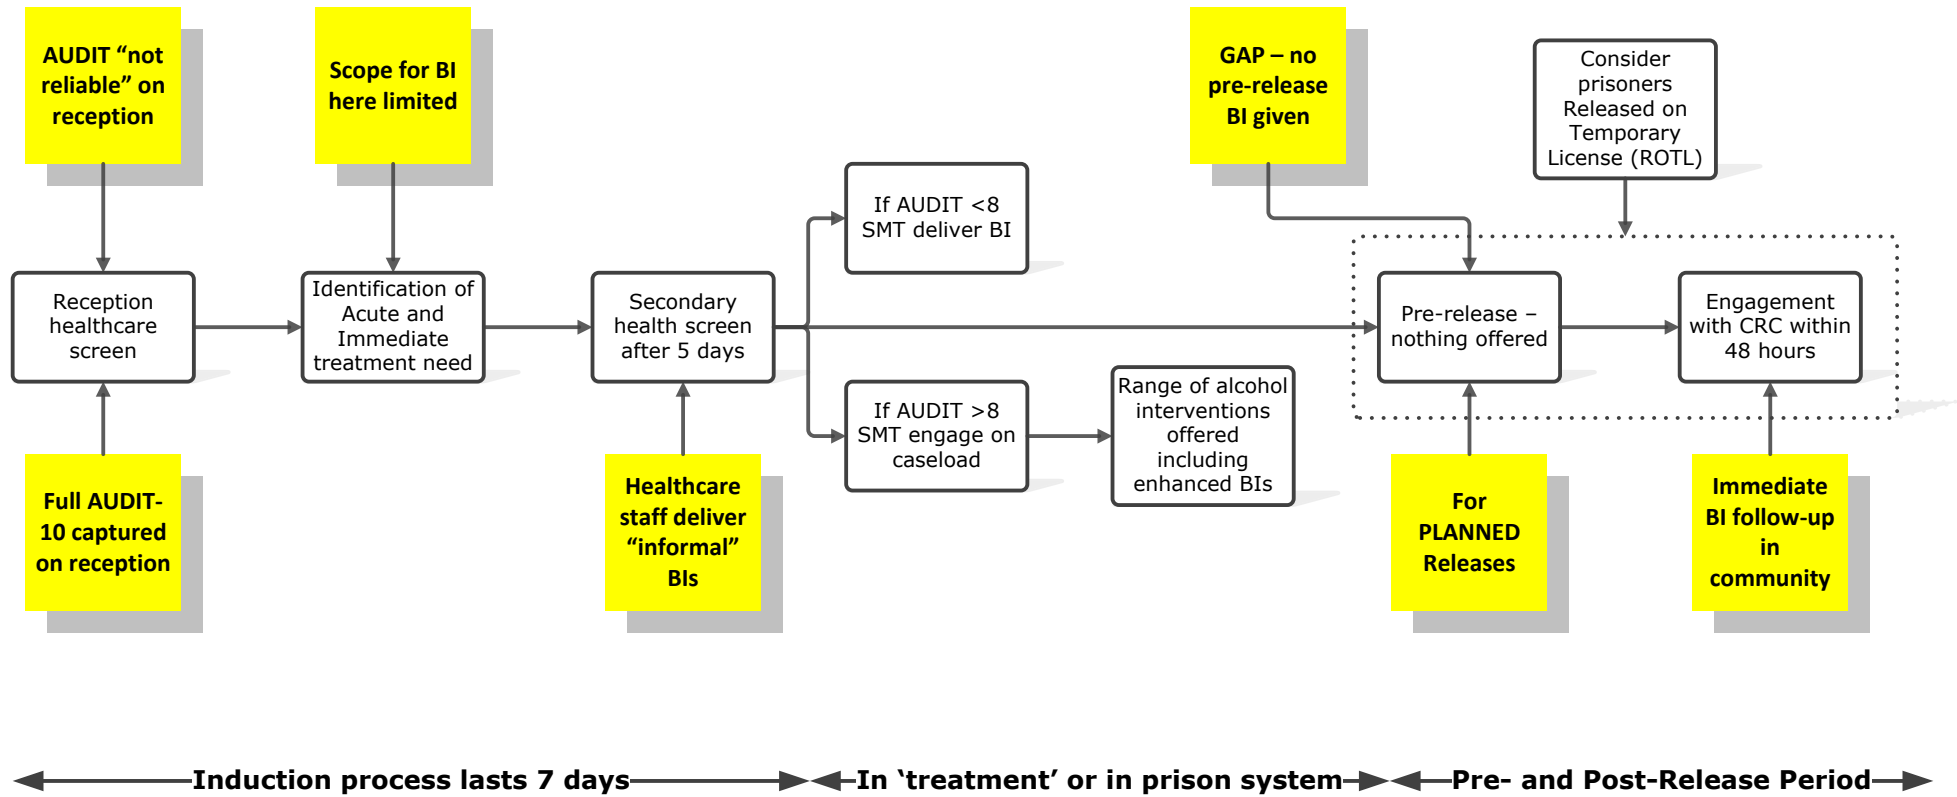 AUDIT “not
reliable” on
reception
Scope for BI
here limited
GAP – no
pre-release
BI given
Consider
prisoners
Released on
Temporary
License (ROTL)
If AUDIT <8
SMT deliver BI
Reception
healthcare
screen
Identification of
Acute and
Immediate
treatment need
Secondary
health screen
after 5 days
Pre-release –
nothing offered
Engagement
with CRC within
48 hours
If AUDIT >8
SMT engage on
caseload
Range of alcohol
interventions
offered
including
enhanced BIs
Full AUDIT-
10 captured
on reception
Healthcare
staff deliver
“informal”
BIs
For
PLANNED
Releases
Immediate
BI follow-up
in
community
Induction process lasts 7 days
In ‘treatment’ or in prison system
Pre- and Post-Release Period